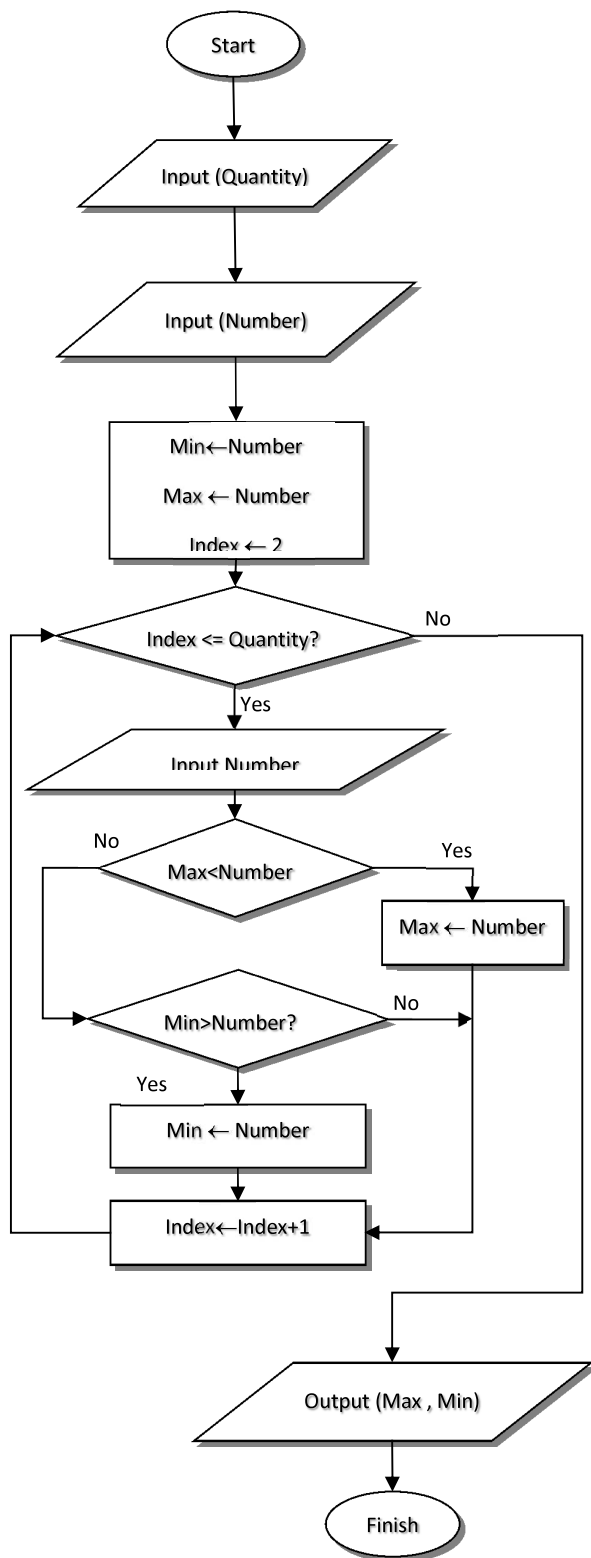 Start
Input (Quantity)
Input (Number)
Min←Number
Max ← Number
Index ← 2
Index <= Quantity?
No
Yes
Input Number
No
Yes
Max<Number
Max ← Number
Min>Number?
No
Yes
Min ← Number
Index←Index+1
Output (Max , Min)
Finish